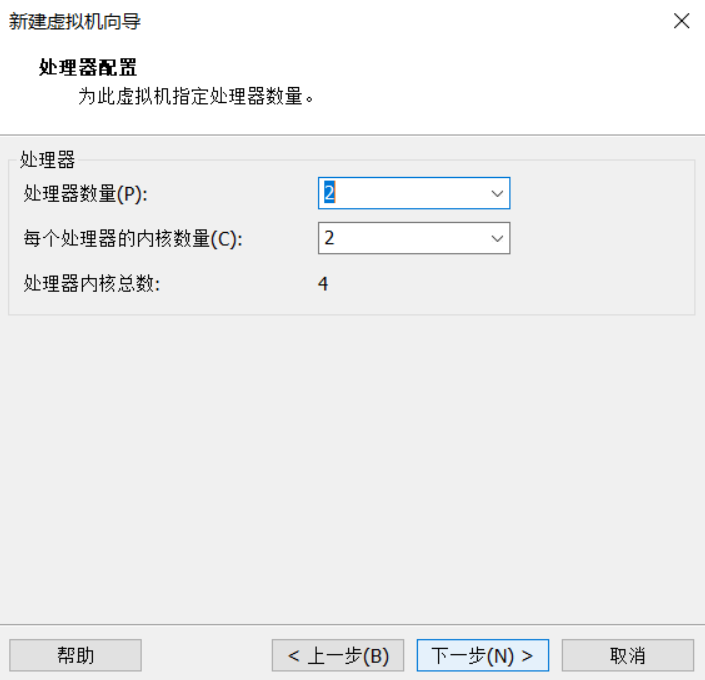 新建虚拟机向导
处理器配置
为此虚拟机指定处理器数量。
处理器
处理器数量(P): 2
每个处理器的内核数量(C): 2
处理器内核总数: 4
帮助 < 上一步(B) 下一步(N) > 取消